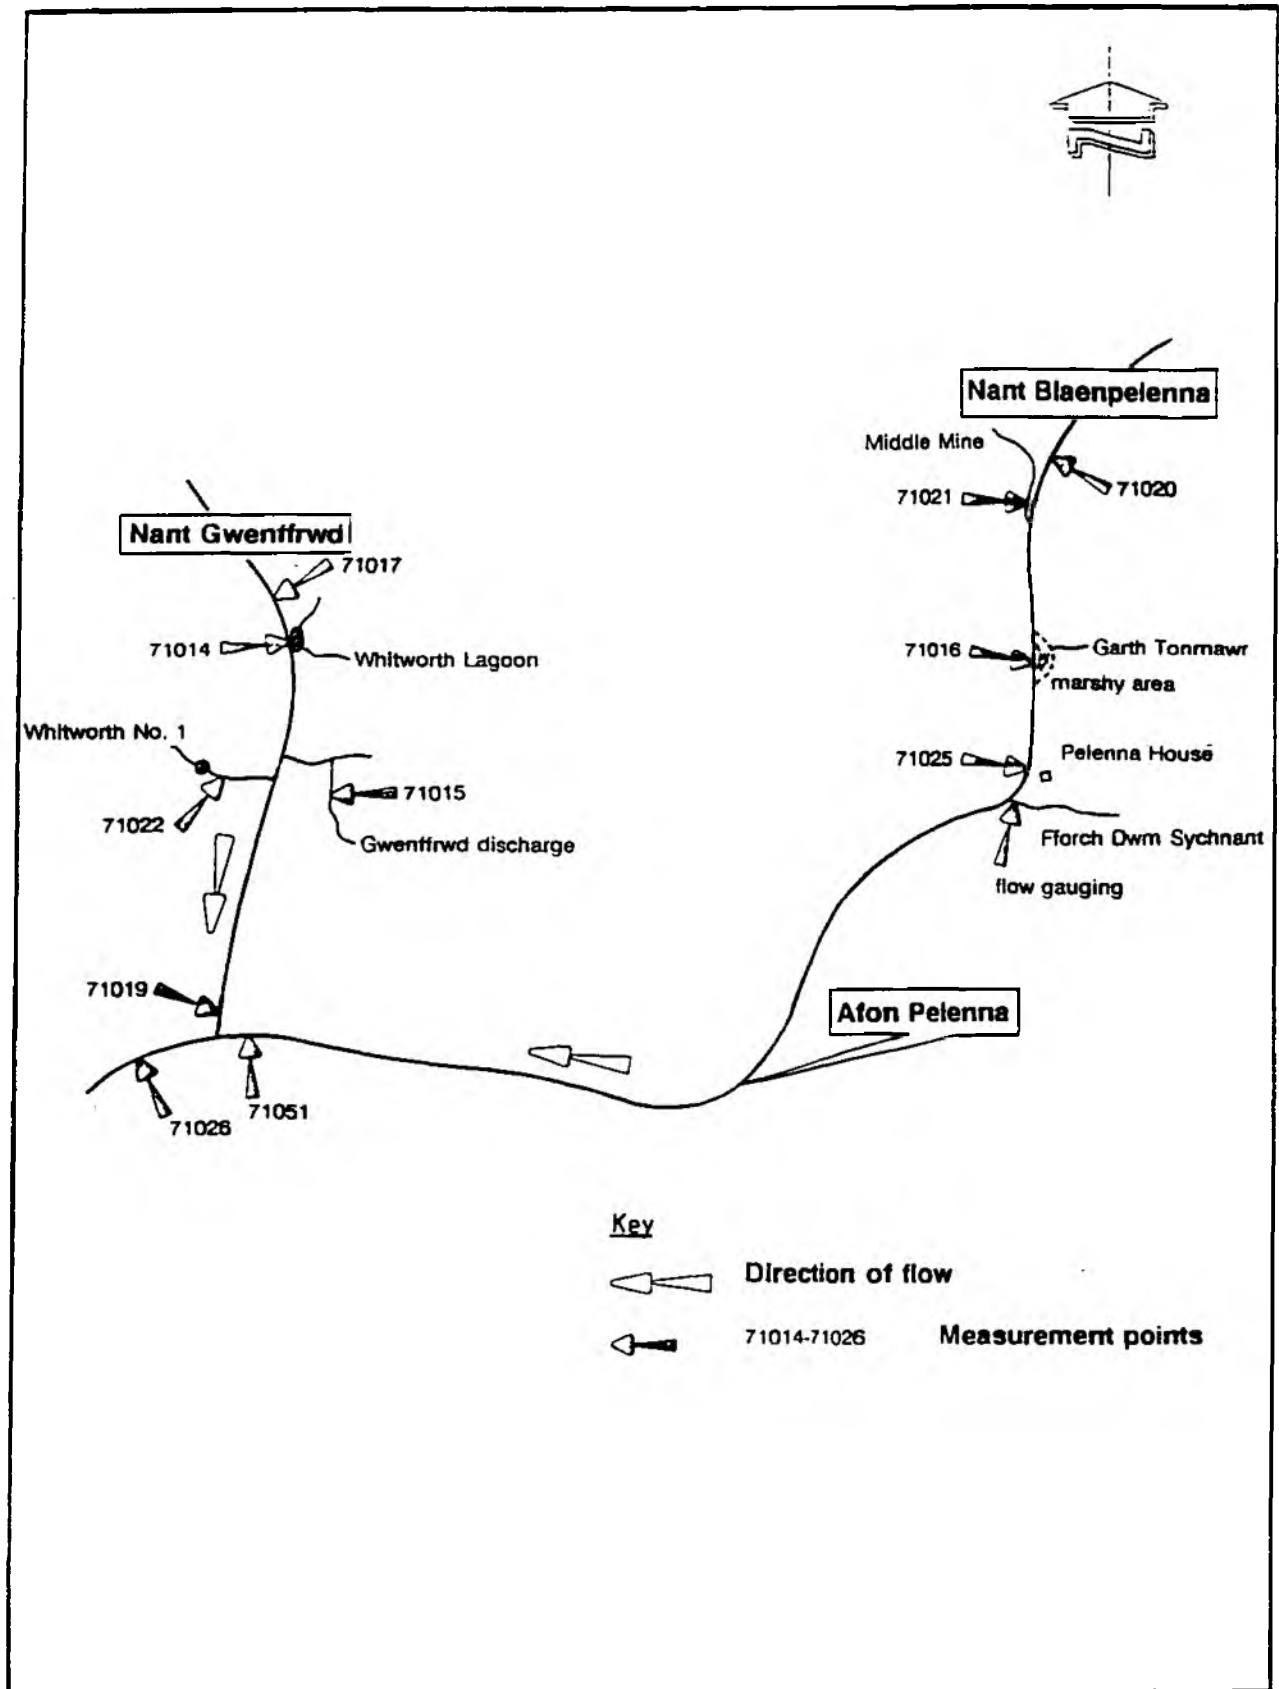 N
Nant Blaenpelenna
Middle Mine
71021
71020
Nant Gwenffrwd
71017
71014
Whitworth Lagoon
71016
Garth Tonmawr
marshy area
Whitworth No. 1
71025
Pelenna House
71015
71022
Gwenffrwd discharge
Fforch Dwm Sychnant
flow gauging
71019
Afon Pelenna
71051
71026
Key
Direction of flow
71014-71026 Measurement points